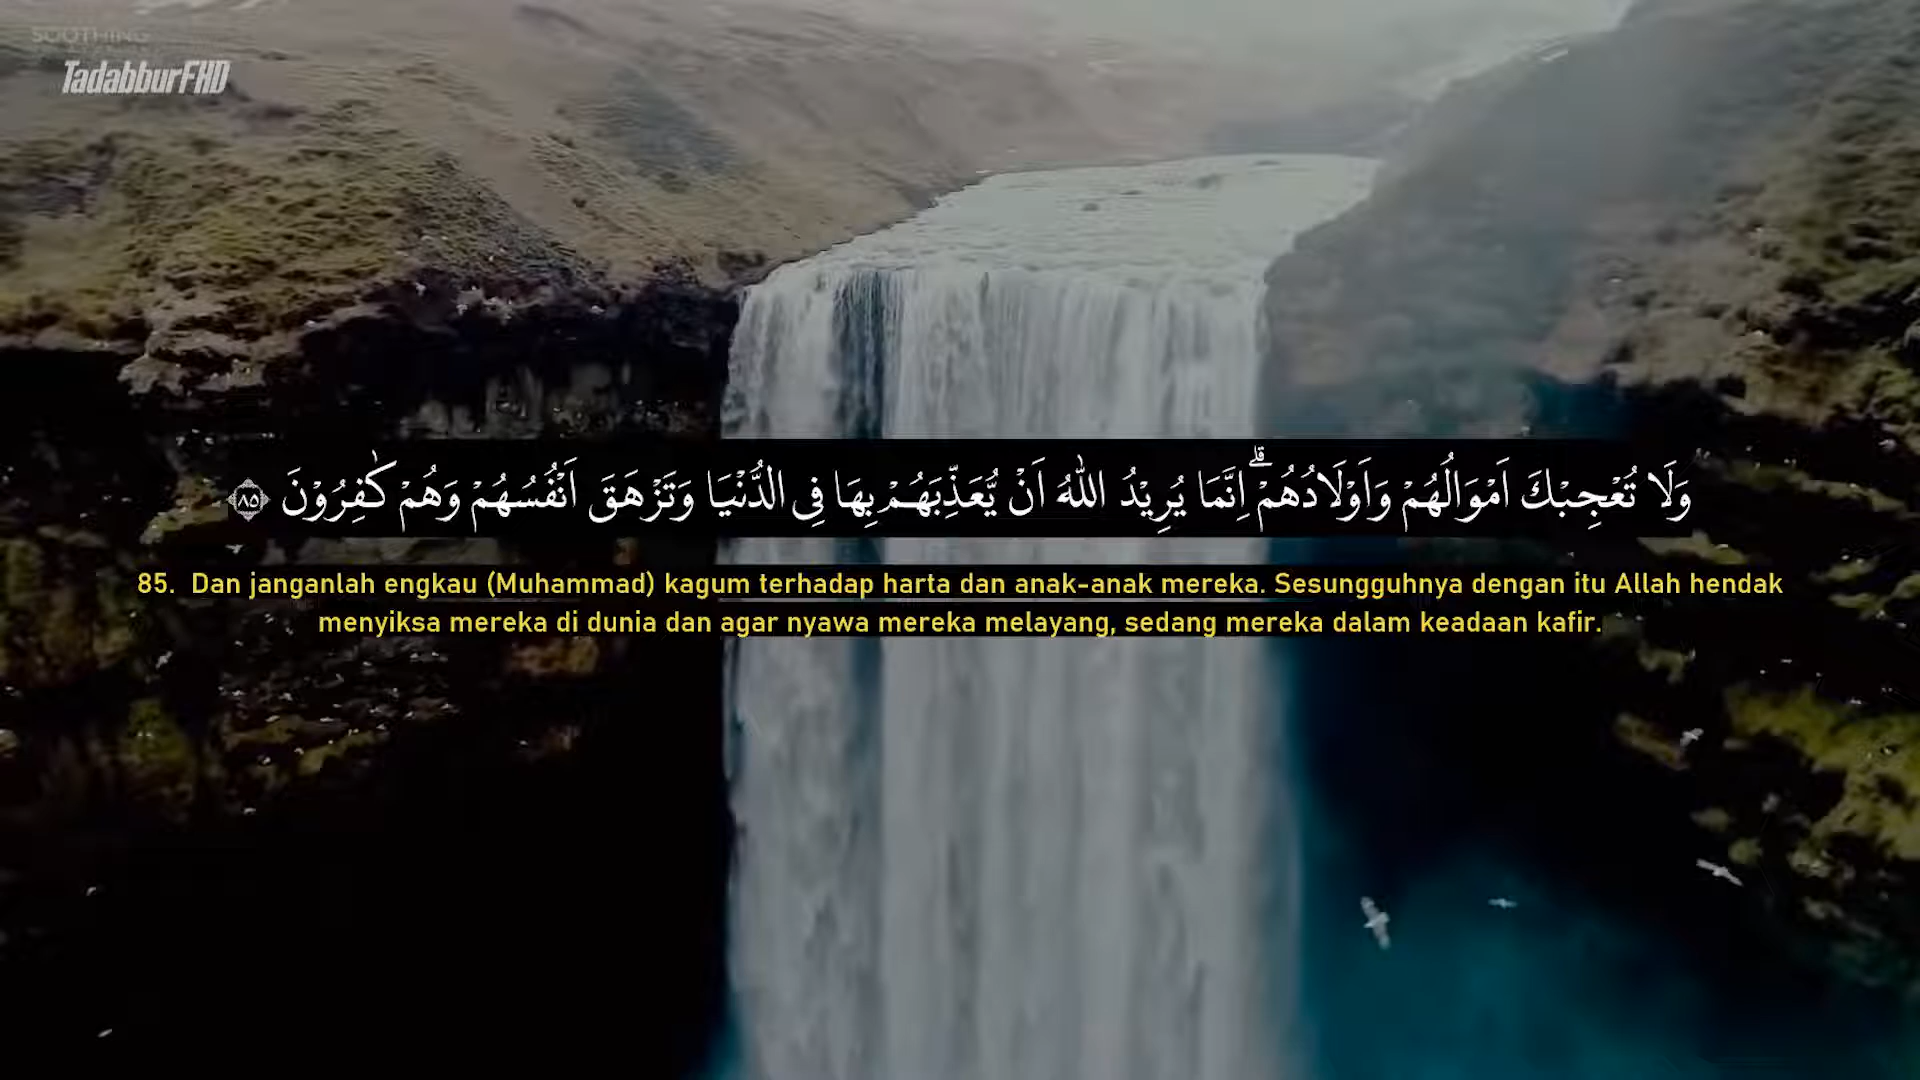 SOOTHING
TadabburFHD
وَلَا تُعْجِبْكَ اَمْوَالُهُمْ وَاَوْلَادُهُمْ ۗاِنَّمَا يُرِيْدُ اللّٰهُ اَنْ يُّعَذِّبَهُمْ بِهَا فِى الدُّنْيَا وَتَزْهَقَ اَنْفُسُهُمْ وَهُمْ كٰفِرُوْنَ ٨٥
85. Dan janganlah engkau (Muhammad) kagum terhadap harta dan anak-anak mereka. Sesungguhnya dengan itu Allah hendak
menyiksa mereka di dunia dan agar nyawa mereka melayang, sedang mereka dalam keadaan kafir.